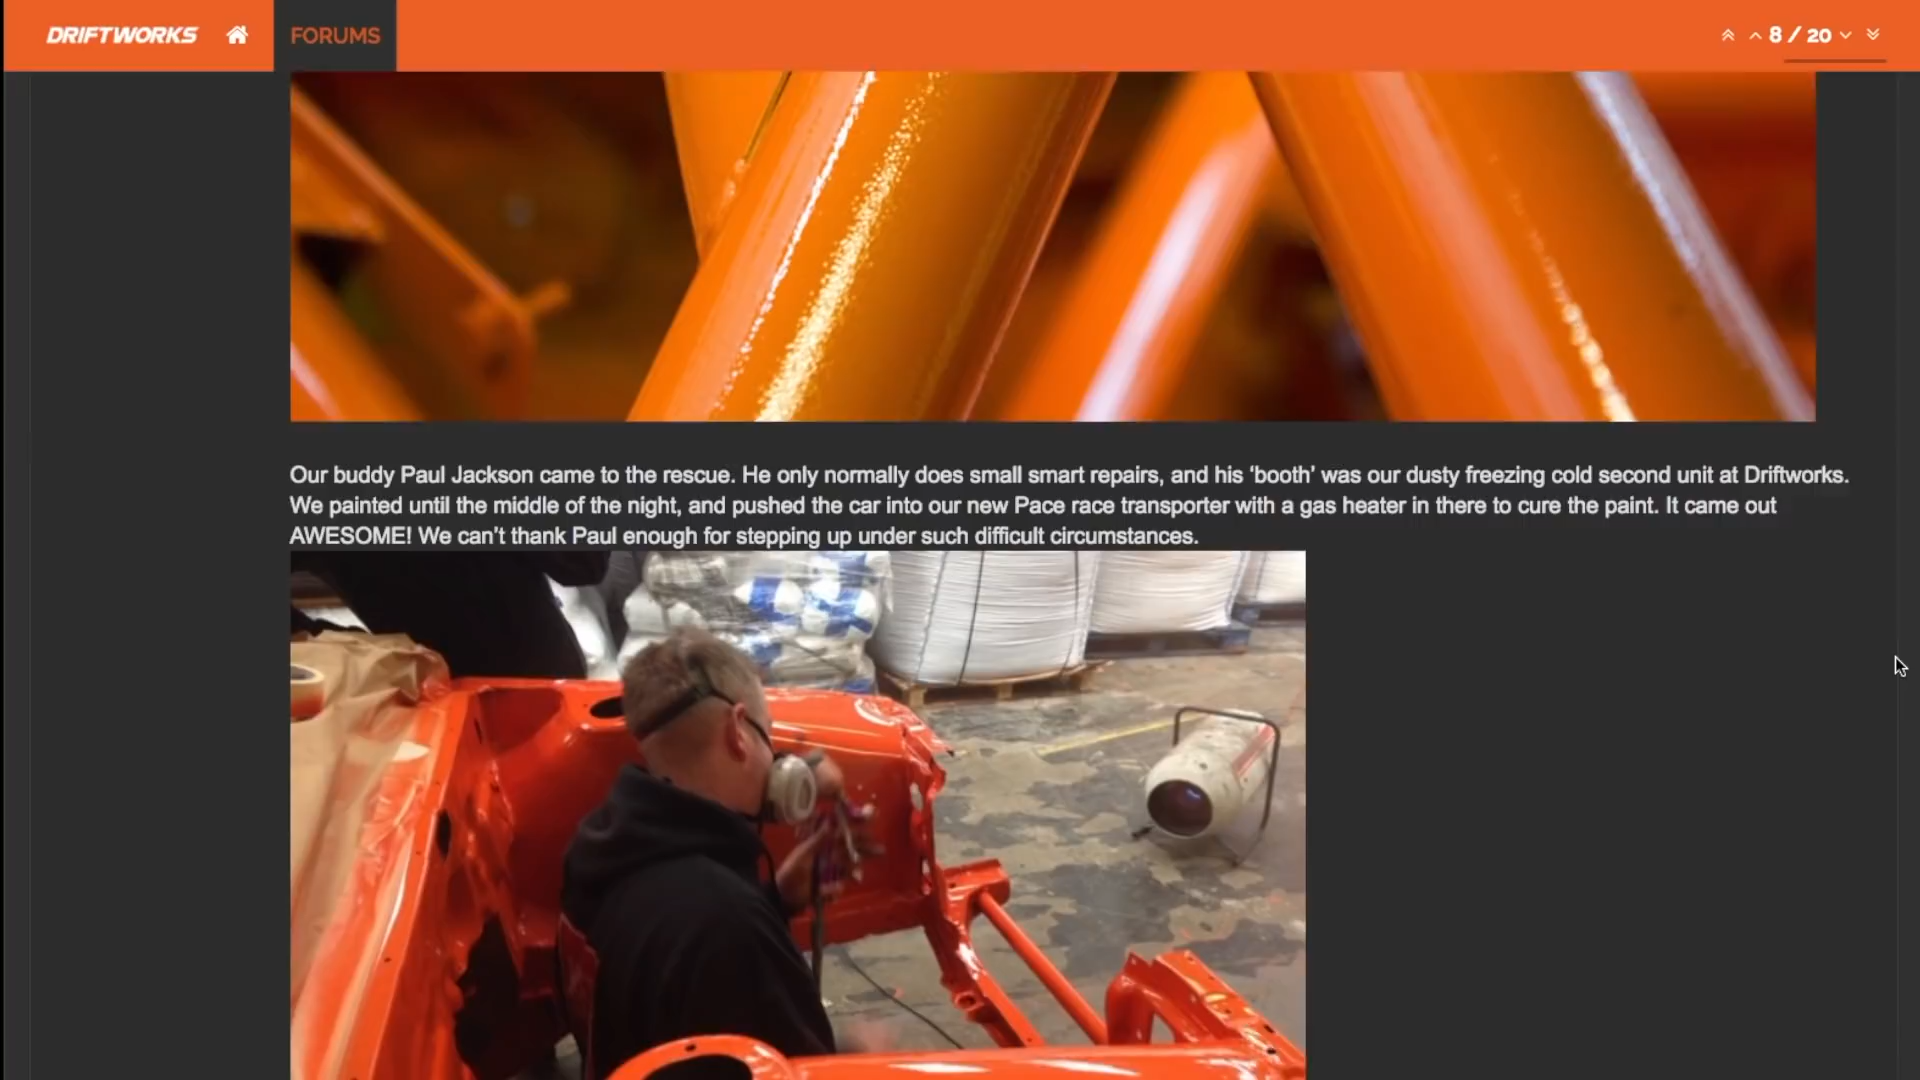 DRIFTWORKS
FORUMS
8 / 20
Our buddy Paul Jackson came to the rescue. He only normally does small smart repairs, and his ‘booth’ was our dusty freezing cold second unit at Driftworks.
We painted until the middle of the night, and pushed the car into our new Pace race transporter with a gas heater in there to cure the paint. It came out
AWESOME! We can’t thank Paul enough for stepping up under such difficult circumstances.